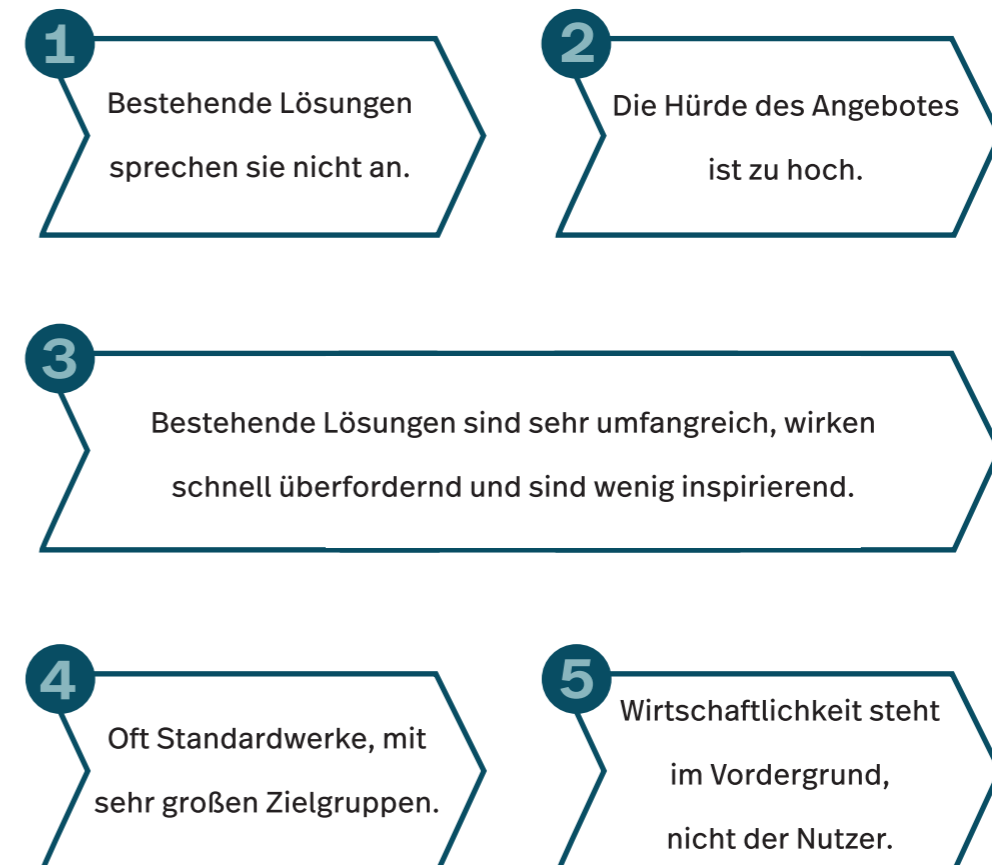 1
Bestehende Lösungen
sprechen sie nicht an.
2
Die Hürde des Angebotes
ist zu hoch.
3
Bestehende Lösungen sind sehr umfangreich, wirken
schnell überfordernd und sind wenig inspirierend.
4
Oft Standardwerke, mit
sehr großen Zielgruppen.
5
Wirtschaftlichkeit steht
im Vordergrund,
nicht der Nutzer.